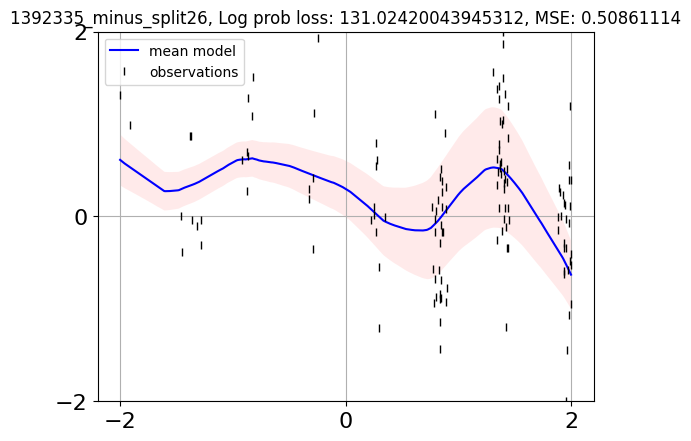 1392335_minus_split26, Log prob loss: 131.02420043945312, MSE: 0.50861114
2
mean model
observations
0
−2
−2
0
2